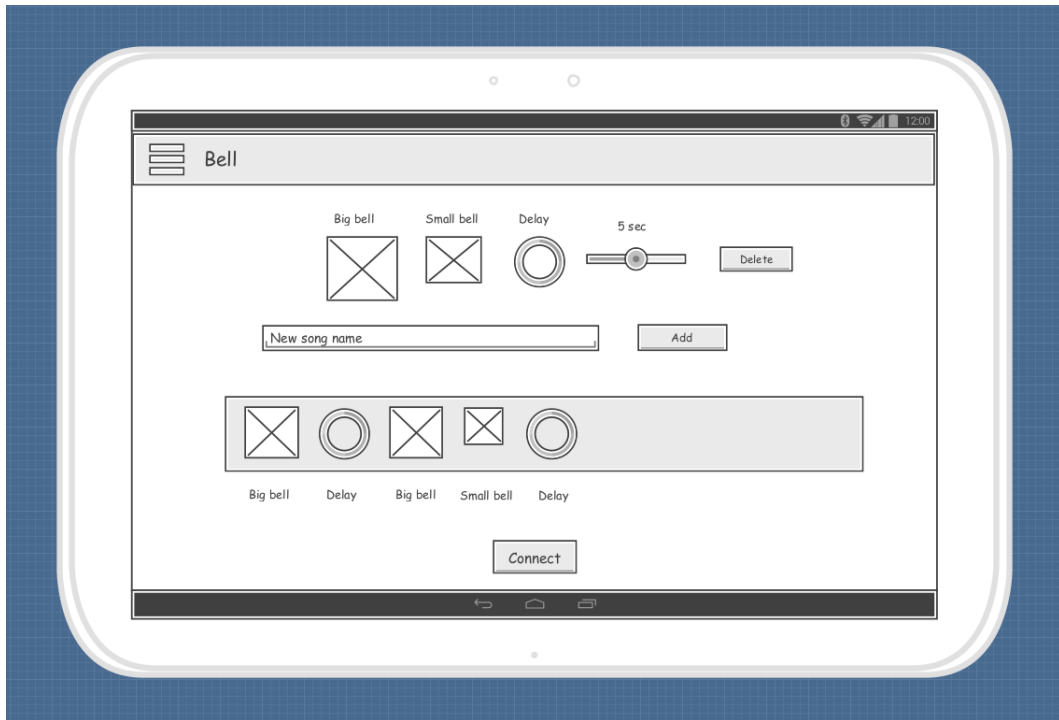 12:00
Bell
Big bell Small bell Delay 5 sec
Delete
New song name Add
Big bell Delay Big bell Small bell Delay
Connect